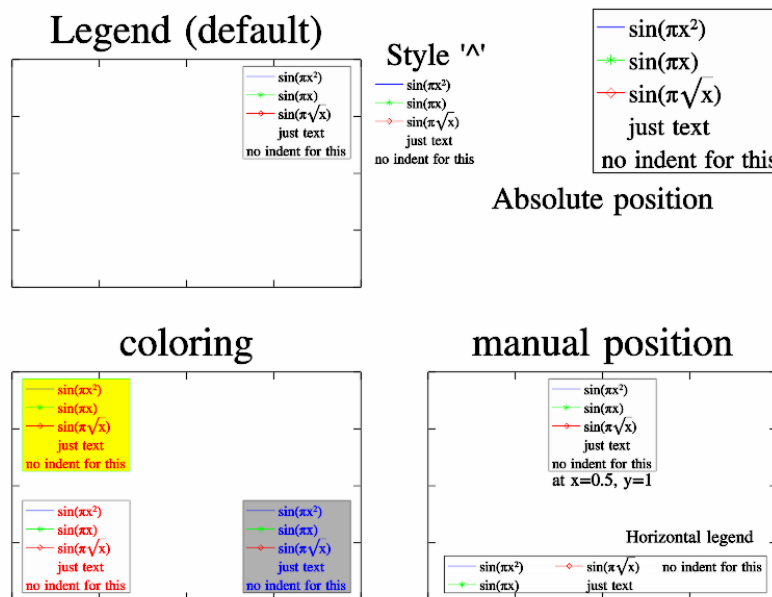 Legend (default)
sin(πx²)
sin(πx)
sin(π√x)
just text
no indent for this
Style '^'
sin(πx²)
sin(πx)
sin(π√x)
just text
no indent for this
sin(πx²)
sin(πx)
sin(π√x)
just text
no indent for this
Absolute position
coloring
sin(πx²)
sin(πx)
sin(π√x)
just text
no indent for this
sin(πx²)
sin(πx)
sin(π√x)
just text
no indent for this
sin(πx²)
sin(πx)
sin(π√x)
just text
no indent for this
manual position
sin(πx²)
sin(πx)
sin(π√x)
just text
no indent for this
at x=0.5, y=1
Horizontal legend
sin(πx²) sin(π√x) no indent for this
sin(πx) just text